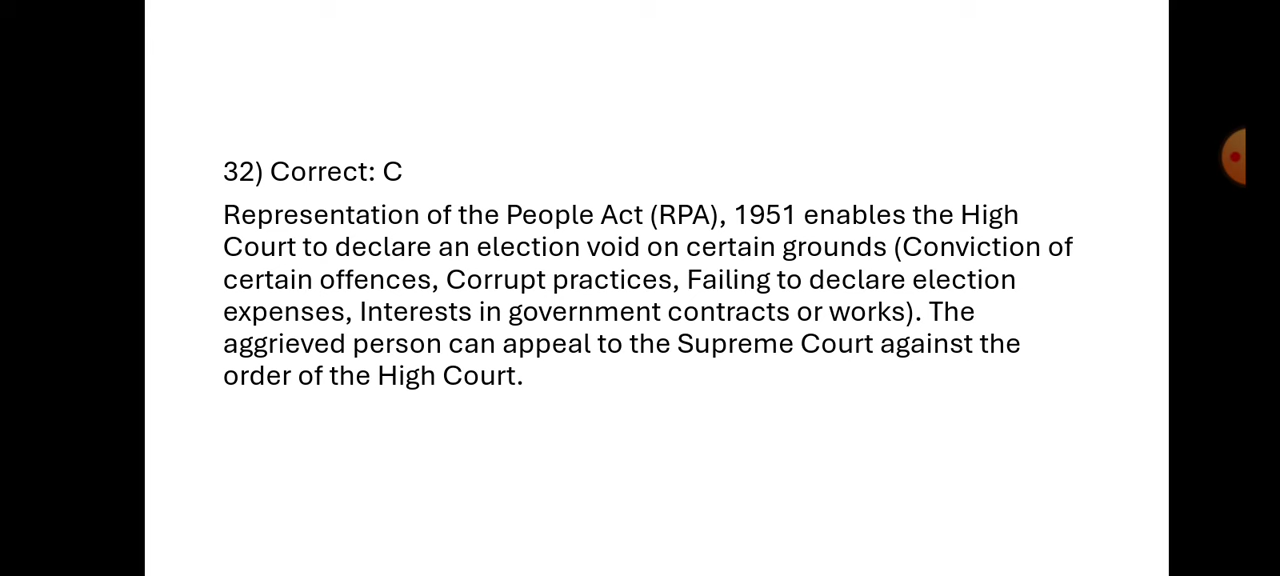 32) Correct: C
Representation of the People Act (RPA), 1951 enables the High
Court to declare an election void on certain grounds (Conviction of
certain offences, Corrupt practices, Failing to declare election
expenses, Interests in government contracts or works). The
aggrieved person can appeal to the Supreme Court against the
order of the High Court.